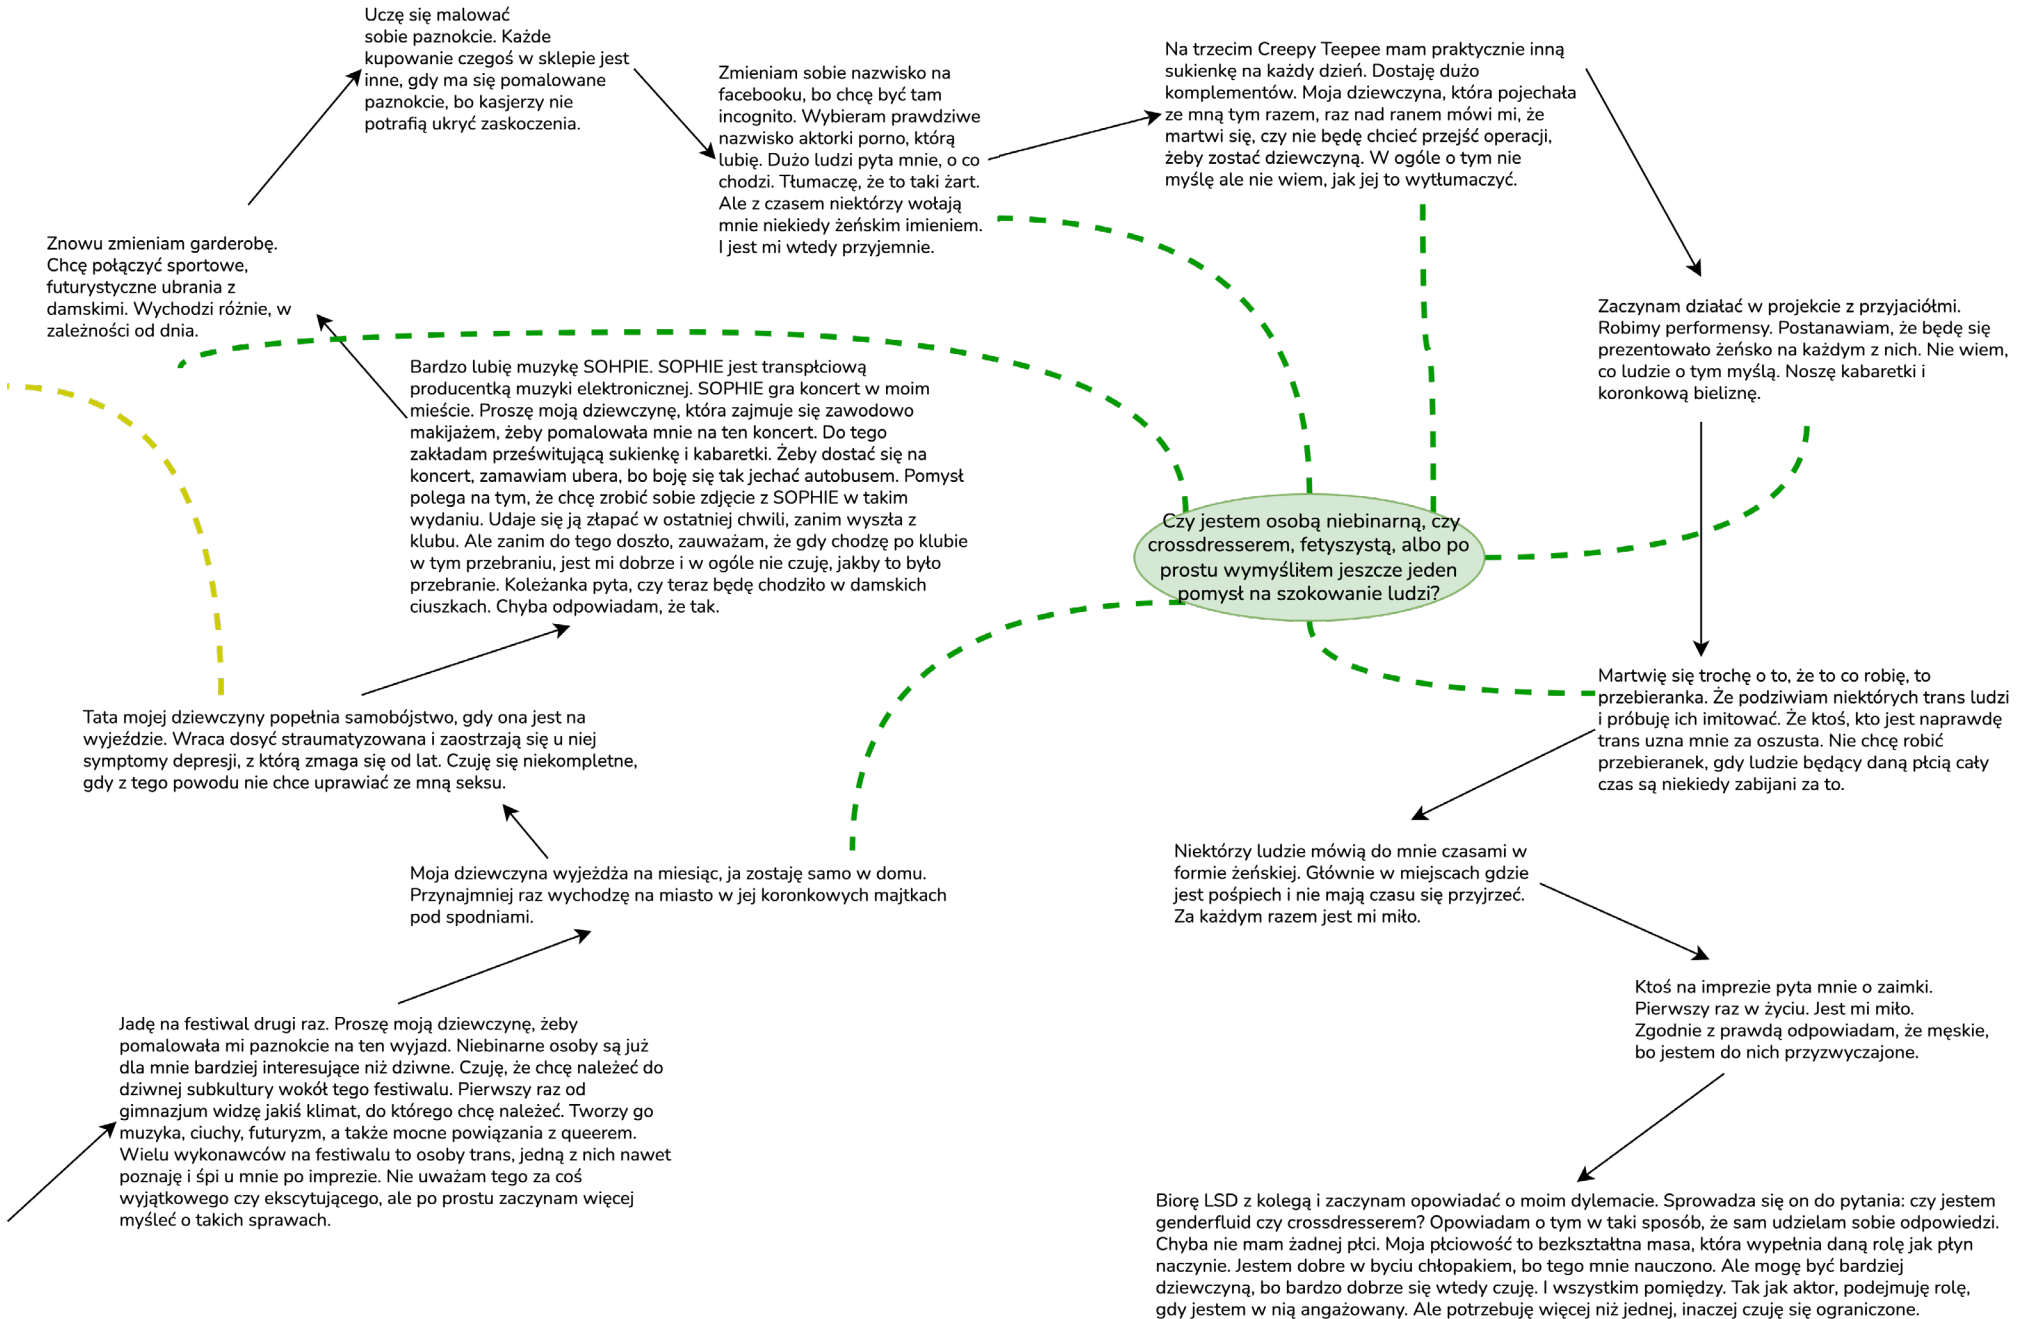 Uczę się malować
sobie paznokcie. Każde
kupowanie czegoś w sklepie jest
inne, gdy ma się pomalowane
paznokcie, bo kasjerzy nie
potrafią ukryć zaskoczenia.
Zmieniam sobie nazwisko na
facebooku, bo chcę być tam
incognito. Wybieram prawdziwe
nazwisko aktorki porno, którą
lubię. Dużo ludzi pyta mnie, o co
chodzi. Tłumaczę, że to taki żart.
Ale z czasem niektórzy wołają
mnie niekiedy żeńskim imieniem.
I jest mi wtedy przyjemnie.
Na trzecim Creepy Teepee mam praktycznie inną
sukienkę na każdy dzień. Dostaję dużo
komplementów. Moja dziewczyna, która pojechała
ze mną tym razem, raz nad ranem mówi mi, że
martwi się, czy nie będę chcieć przejść operacji,
żeby zostać dziewczyną. W ogóle o tym nie
myślę ale nie wiem, jak jej to wytłumaczyć.
Znowu zmieniam garderobę.
Chcę połączyć sportowe,
futurystyczne ubrania z
damskimi. Wychodzi różnie, w
zależności od dnia.
Zaczynam działać w projekcie z przyjaciółmi.
Robimy performensy. Postanawiam, że będę się
prezentowało żeńsko na każdym z nich. Nie wiem,
co ludzie o tym myślą. Noszę kabaretki i
koronkową bieliznę.
Bardzo lubię muzykę SOHPIE. SOPHIE jest transpłciową
producentką muzyki elektronicznej. SOPHIE gra koncert w moim
mieście. Proszę moją dziewczynę, która zajmuje się zawodowo
makijażem, żeby pomalowała mnie na ten koncert. Do tego
zakładam prześwitującą sukienkę i kabaretki. Żeby dostać się na
koncert, zamawiam ubera, bo boję się tak jechać autobusem. Pomysł
polega na tym, że chcę zrobić sobie zdjęcie z SOPHIE w takim
wydaniu. Udaje się ją złapać w ostatniej chwili, zanim wyszła z
klubu. Ale zanim do tego doszło, zauważam, że gdy chodzę po klubie
w tym przebraniu, jest mi dobrze i w ogóle nie czuję, jakby to było
przebranie. Koleżanka pyta, czy teraz będę chodziło w damskich
ciuszkach. Chyba odpowiadam, że tak.
Czy jestem osobą niebinarną, czy
crossdresserem, fetyszystą, albo po
prostu wymyśliłem jeszcze jeden
pomysł na szokowanie ludzi?
Martwię się trochę o to, że to co robię, to
przebieranka. Że podziwiam niektórych trans ludzi
i próbuję ich imitować. Że ktoś, kto jest naprawdę
trans uzna mnie za oszusta. Nie chcę robić
przebieranek, gdy ludzie będący daną płcią cały
czas są niekiedy zabijani za to.
Tata mojej dziewczyny popełnia samobójstwo, gdy ona jest na
wyjeździe. Wraca dosyć straumatyzowana i zaostrzają się u niej
symptomy depresji, z którą zmaga się od lat. Czuję się niekompletne,
gdy z tego powodu nie chce uprawiać ze mną seksu.
Niektórzy ludzie mówią do mnie czasami w
formie żeńskiej. Głównie w miejscach gdzie
jest pośpiech i nie mają czasu się przyjrzeć.
Za każdym razem jest mi miło.
Moja dziewczyna wyjeżdża na miesiąc, ja zostaję samo w domu.
Przynajmniej raz wychodzę na miasto w jej koronkowych majtkach
pod spodniami.
Ktoś na imprezie pyta mnie o zaimki.
Pierwszy raz w życiu. Jest mi miło.
Zgodnie z prawdą odpowiadam, że męskie,
bo jestem do nich przyzwyczajone.
Jadę na festiwal drugi raz. Proszę moją dziewczynę, żeby
pomalowała mi paznokcie na ten wyjazd. Niebinarne osoby są już
dla mnie bardziej interesujące niż dziwne. Czuję, że chcę należeć do
dziwnej subkultury wokół tego festiwalu. Pierwszy raz od
gimnazjum widzę jakiś klimat, do którego chcę należeć. Tworzy go
muzyka, ciuchy, futuryzm, a także mocne powiązania z queerem.
Wielu wykonawców na festiwalu to osoby trans, jedną z nich nawet
poznaję i śpi u mnie po imprezie. Nie uważam tego za coś
wyjątkowego czy ekscytującego, ale po prostu zaczynam więcej
myśleć o takich sprawach.
Biorę LSD z kolegą i zaczynam opowiadać o moim dylemacie. Sprowadza się on do pytania: czy jestem
genderfluid czy crossdresserem? Opowiadam o tym w taki sposób, że sam udzielam sobie odpowiedzi.
Chyba nie mam żadnej płci. Moja płciowość to bezkształtna masa, która wypełnia daną rolę jak płyn
naczynie. Jestem dobre w byciu chłopakiem, bo tego mnie nauczono. Ale mogę być bardziej
dziewczyną, bo bardzo dobrze się wtedy czuję. I wszystkim pomiędzy. Tak jak aktor, podejmuję rolę,
gdy jestem w nią angażowany. Ale potrzebuję więcej niż jednej, inaczej czuję się ograniczone.